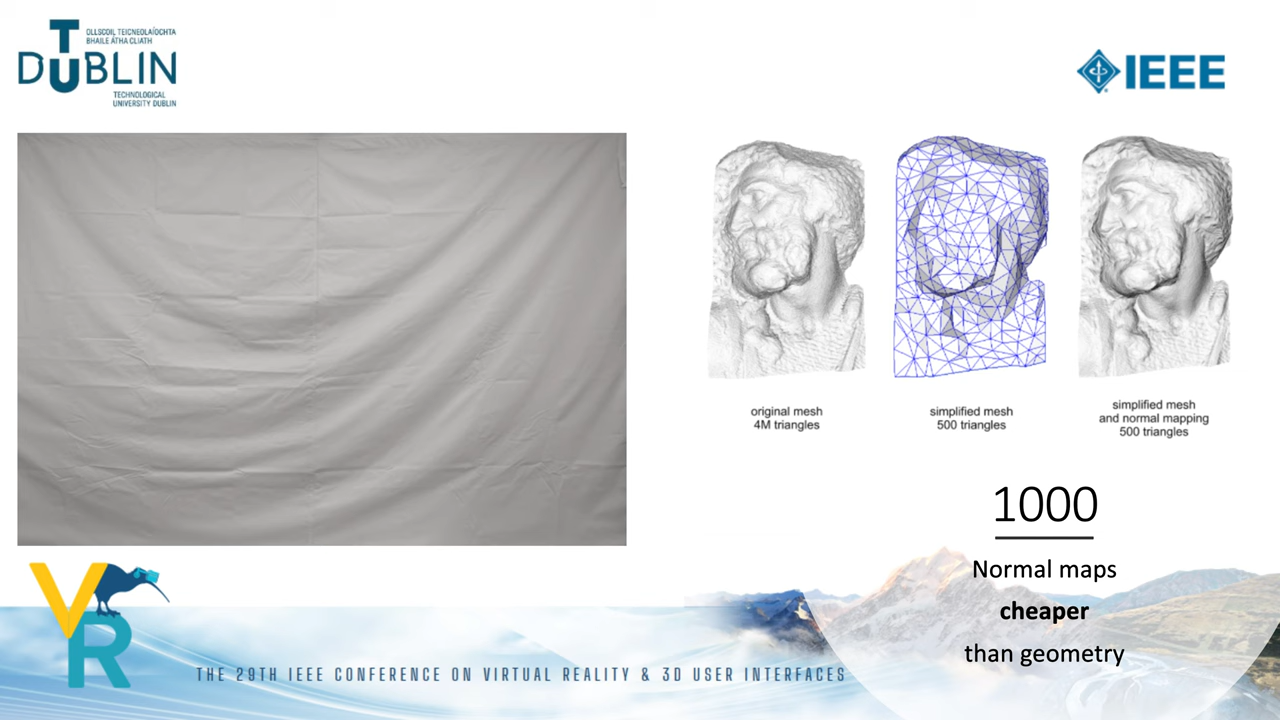 OLLSCOIL TEICNEOLAÍOCHTA
BHAILE ÁTHA CLIATH
TU DUBLIN
TECHNOLOGICAL
UNIVERSITY DUBLIN
IEEE
original mesh
4M triangles
simplified mesh
500 triangles
simplified mesh
and normal mapping
500 triangles
1000
Normal maps
cheaper
than geometry
VR
THE 29TH IEEE CONFERENCE ON VIRTUAL REALITY & 3D USER INTERFACES